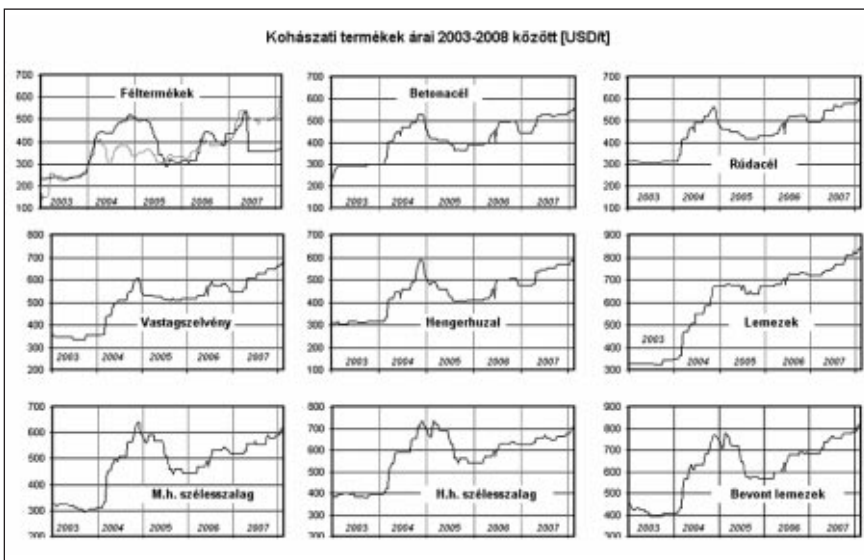 Kohászati termékek árai 2003-2008 között [USD/t]
700 600 500 400 300 200 100
Féltermékek
2003 2004 2005 2006 2007
700 600 500 400 300 200 100
Betonacél
2003 2004 2005 2006 2007
700 600 500 400 300 200 100
Rúdacél
2003 2004 2005 2006 2007
800 700 600 500 400 300 200
Vastagszelvény
2003 2004 2005 2006 2007
700 600 500 400 300 200 100
Hengerhuzal
2003 2004 2005 2006 2007
900 800 700 600 500 400 300
Lemezek
2003 2004 2005 2006 2007
700 600 500 400 300 200
M.h. szélesszalag
2003 2004 2005 2006 2007
800 700 600 500 400 300 200
H.h. szélesszalag
2003 2004 2005 2006 2007
900 800 700 600 500 400 300
Bevont lemezek
2003 2004 2005 2006 2007